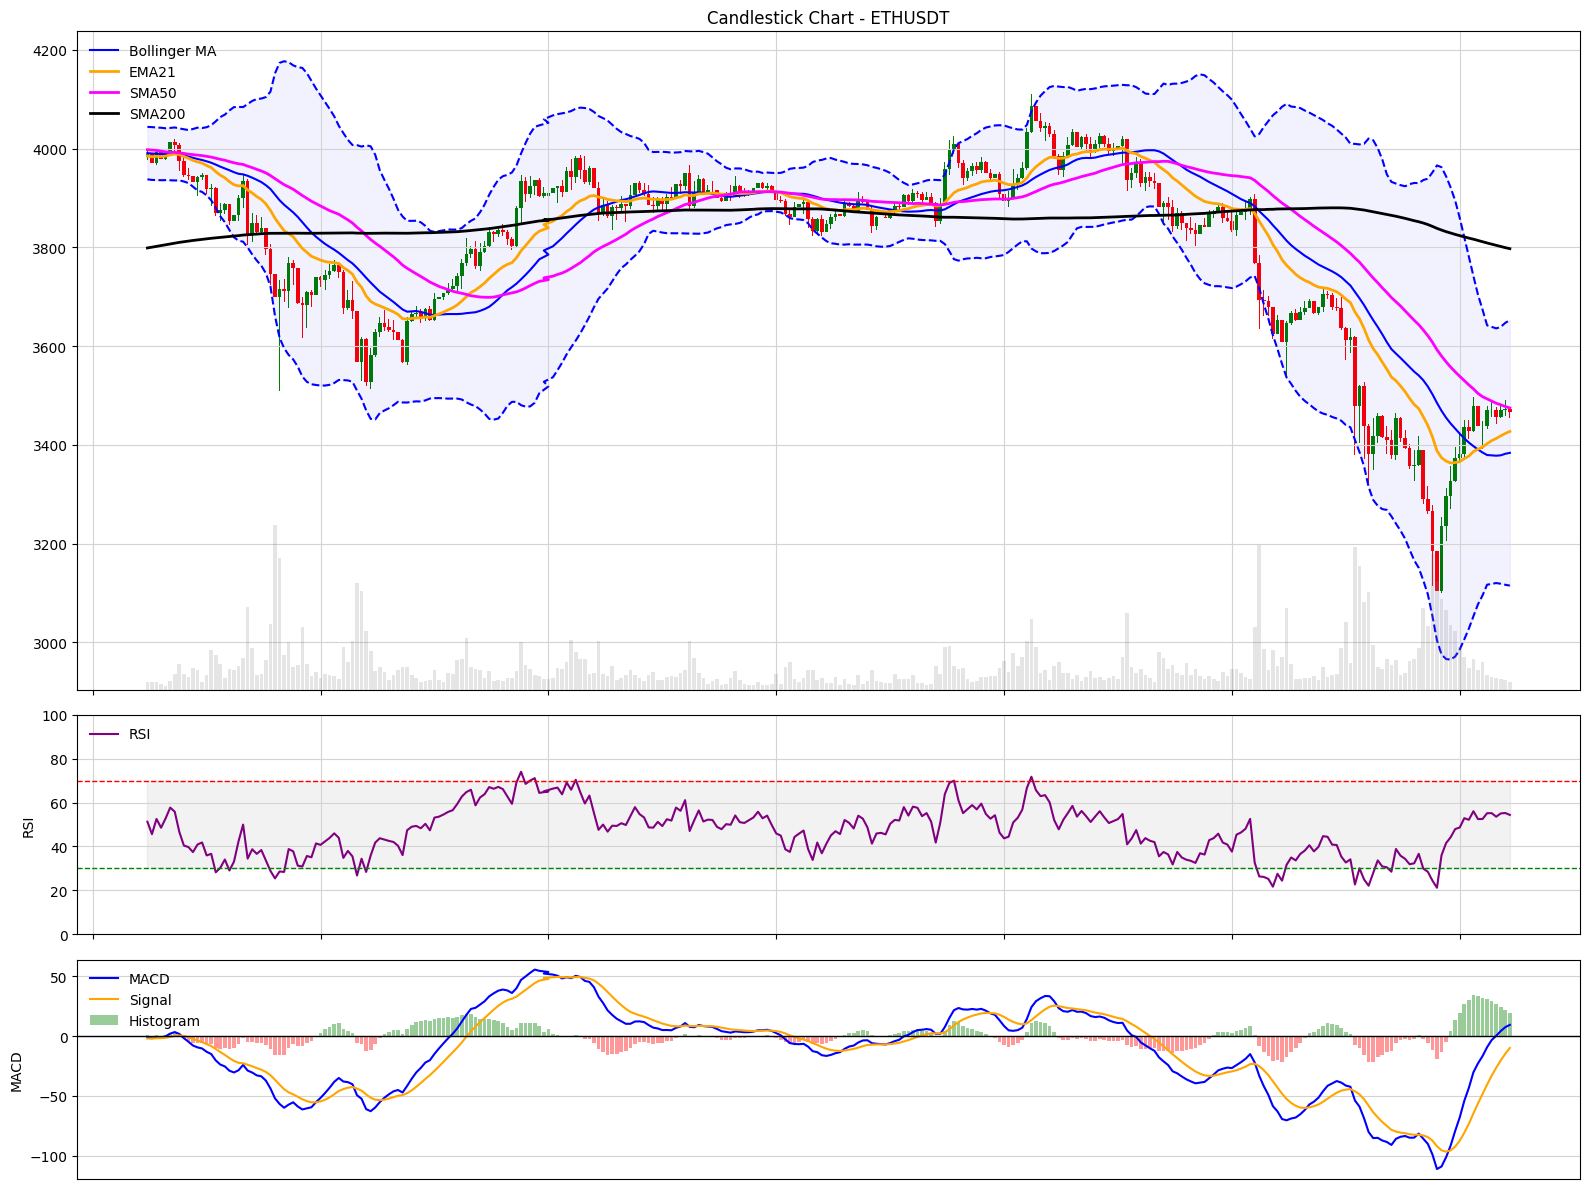 Candlestick Chart - ETHUSDT
4200
4000
3800
3600
3400
3200
3000
Bollinger MA
EMA21
SMA50
SMA200
100
80
60
40
20
0
RSI
RSI
50
0
−50
−100
MACD
MACD
Signal
Histogram